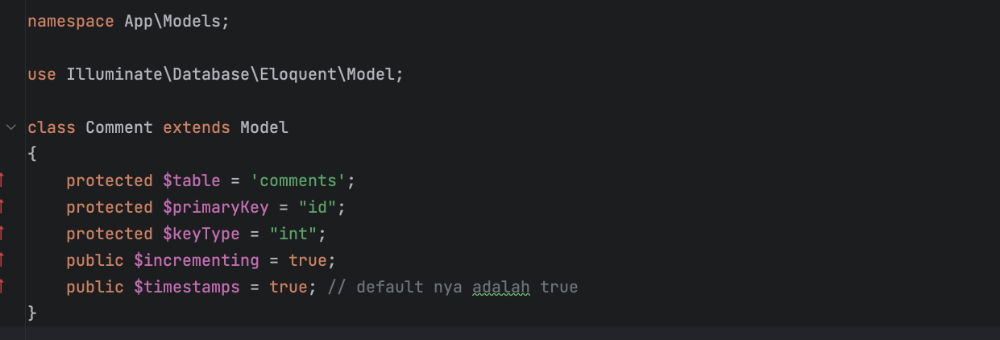 namespace App\Models;
use Illuminate\Database\Eloquent\Model;
class Comment extends Model
{
protected $table = 'comments';
protected $primaryKey = "id";
protected $keyType = "int";
public $incrementing = true;
public $timestamps = true; // default nya adalah true
}